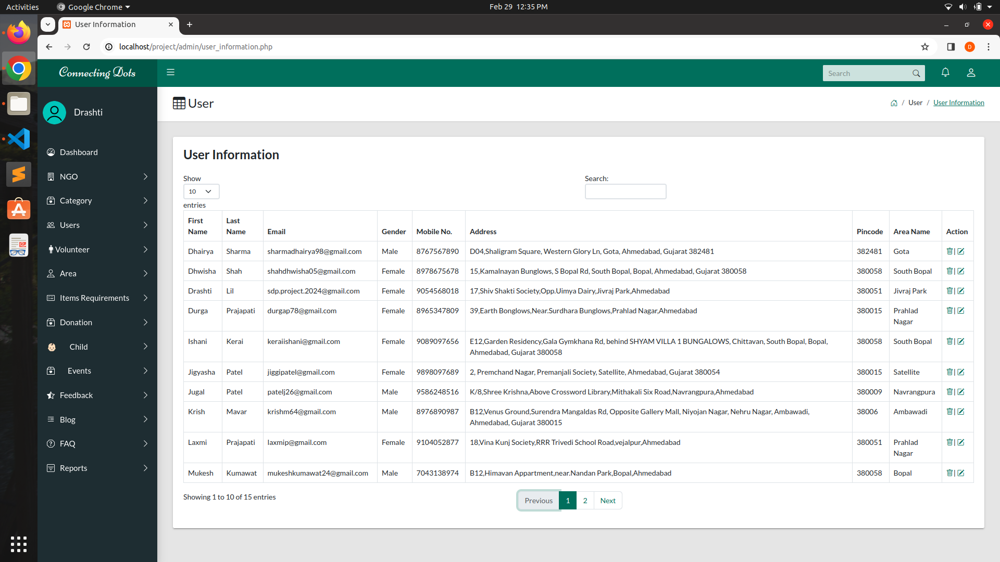 Activities Google Chrome Feb 29 12:35 PM
User Information
localhost/project/admin/user_information.php D
Connecting Dots Search
User / User / User Information
Drashti
Dashboard
NGO
Category
Users
Volunteer
Area
Items Requirements
Donation
Child
Events
Feedback
Blog
FAQ
Reports
User Information
Show Search:
10
entries
First Name Last Name Email Gender Mobile No. Address Pincode Area Name Action
Dhairya Sharma sharmadhairya98@gmail.com Male 8767567890 D04,Shaligram Square, Western Glory Ln, Gota, Ahmedabad, Gujarat 382481 382481 Gota |
Dhwisha Shah shahdhwisha05@gmail.com Female 8978675678 15,Kamalnayan Bunglows, S Bopal Rd, South Bopal, Bopal, Ahmedabad, Gujarat 380058 380058 South Bopal |
Drashti Lil sdp.project.2024@gmail.com Female 9054568018 17,Shiv Shakti Society,Opp.Uimya Dairy,Jivraj Park,Ahmedabad 380051 Jivraj Park |
Durga Prajapati durgap78@gmail.com Female 8965347809 39,Earth Bonglows,Near.Surdhara Bunglows,Prahlad Nagar,Ahmedabad 380015 Prahlad Nagar |
Ishani Kerai keraiishani@gmail.com Female 9089097656 E12,Garden Residency,Gala Gymkhana Rd, behind SHYAM VILLA 1 BUNGALOWS, Chittavan, South Bopal, Bopal, Ahmedabad, Gujarat 380058 380058 South Bopal |
Jigyasha Patel jiggipatel@gmail.com Female 9898097689 2, Premchand Nagar, Premanjali Society, Satellite, Ahmedabad, Gujarat 380054 380015 Satellite |
Jugal Patel patelj26@gmail.com Male 9586248516 K/8,Shree Krishna,Above Crossword Library,Mithakali Six Road,Navrangpura,Ahmedabad 380009 Navrangpura |
Krish Mavar krishm64@gmail.com Male 8976890987 B12,Venus Ground,Surendra Mangaldas Rd, Opposite Gallery Mall, Niyojan Nagar, Nehru Nagar, Ambawadi, Ahmedabad, Gujarat 380015 38006 Ambawadi |
Laxmi Prajapati laxmip@gmail.com Female 9104052877 18,Vina Kunj Society,RRR Trivedi School Road,vejalpur,Ahmedabad 380051 Prahlad Nagar |
Mukesh Kumawat mukeshkumawat24@gmail.com Male 7043138974 B12,Himavan Appartment,near.Nandan Park,Bopal,Ahmedabad 380058 Bopal |
Showing 1 to 10 of 15 entries Previous 1 2 Next